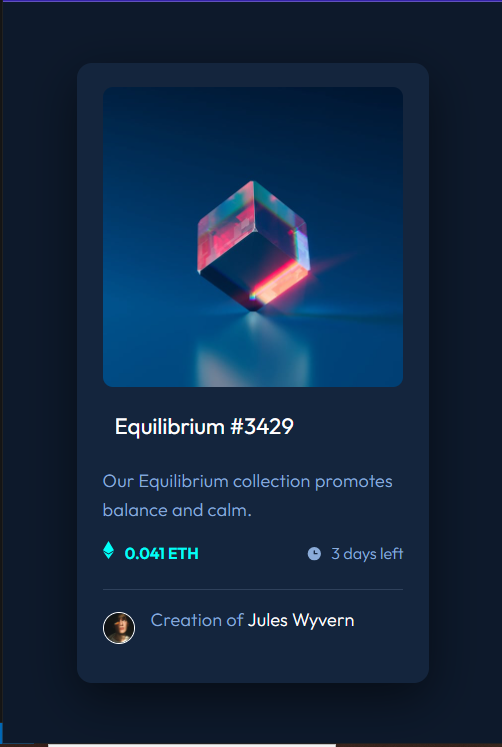 Equilibrium #3429
Our Equilibrium collection promotes
balance and calm.
0.041 ETH
3 days left
Creation of Jules Wyvern